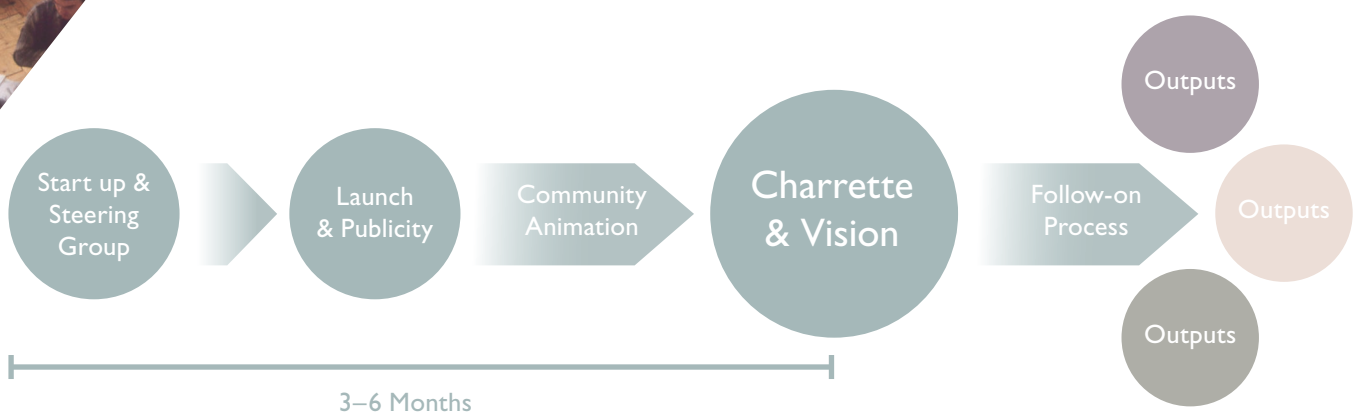 Start up &
Steering
Group
Launch
& Publicity
Community
Animation
Charrette
& Vision
Follow-on
Process
Outputs
Outputs
Outputs
3–6 Months